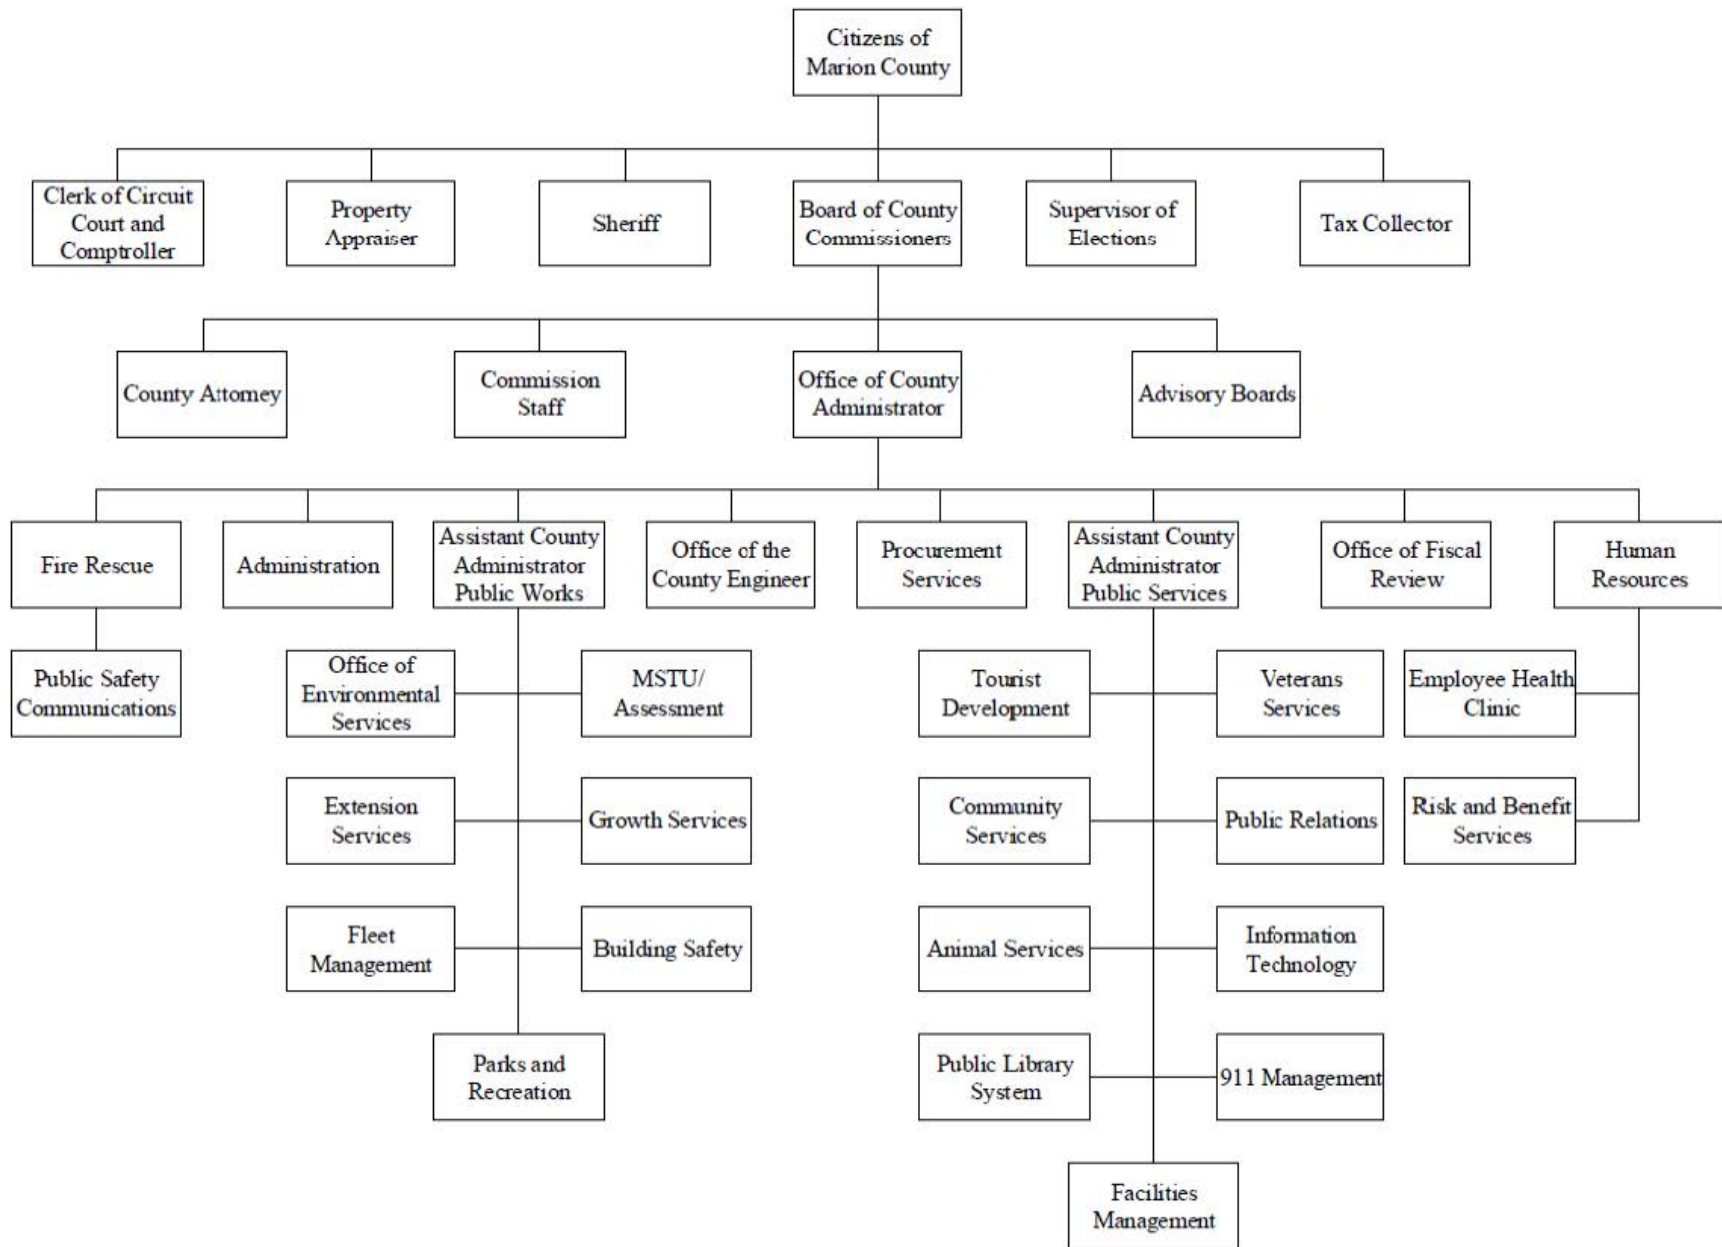 Citizens of
Marion County
Clerk of Circuit
Court and
Comptroller
Property
Appraiser
Sheriff
Board of County
Commissioners
Supervisor of
Elections
Tax Collector
County Attorney
Commission
Staff
Office of County
Administrator
Advisory Boards
Fire Rescue
Administration
Assistant County
Administrator
Public Works
Office of the
County Engineer
Procurement
Services
Assistant County
Administrator
Public Services
Office of Fiscal
Review
Human
Resources
Public Safety
Communications
Office of
Environmental
Services
MSTU/
Assessment
Tourist
Development
Veterans
Services
Employee Health
Clinic
Extension
Services
Growth Services
Community
Services
Public Relations
Risk and Benefit
Services
Fleet
Management
Building Safety
Animal Services
Information
Technology
Parks and
Recreation
Public Library
System
911 Management
Facilities
Management